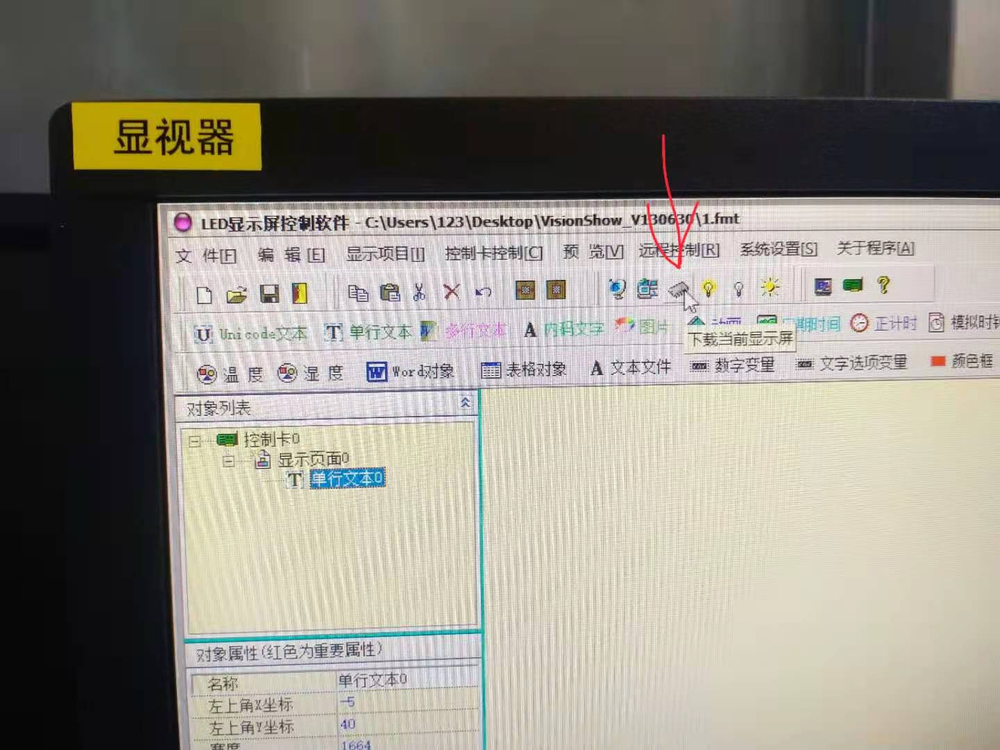 显视器
LED显示屏控制软件 - C:\Users\123\Desktop\VisionShow_V130630\1.fmt
文 件[F] 编 辑[E] 显示项目[I] 控制卡控制[C] 预 览[V] 远程控制[R] 系统设置[S] 关于程序[A]
Unicode文本 T 单行文本 多行文本 A 内码文字 图片 动画 日期时间 正计时 模拟时钟
下载当前显示屏
温 度 湿 度 W Word对象 表格对象 A 文本文件 数字变量 文字选项变量 颜色框
对象列表
控制卡0
显示页面0
T 单行文本0
对象属性(红色为重要属性)
名称 单行文本0
左上角X坐标 -5
左上角Y坐标 40
宽度 1664